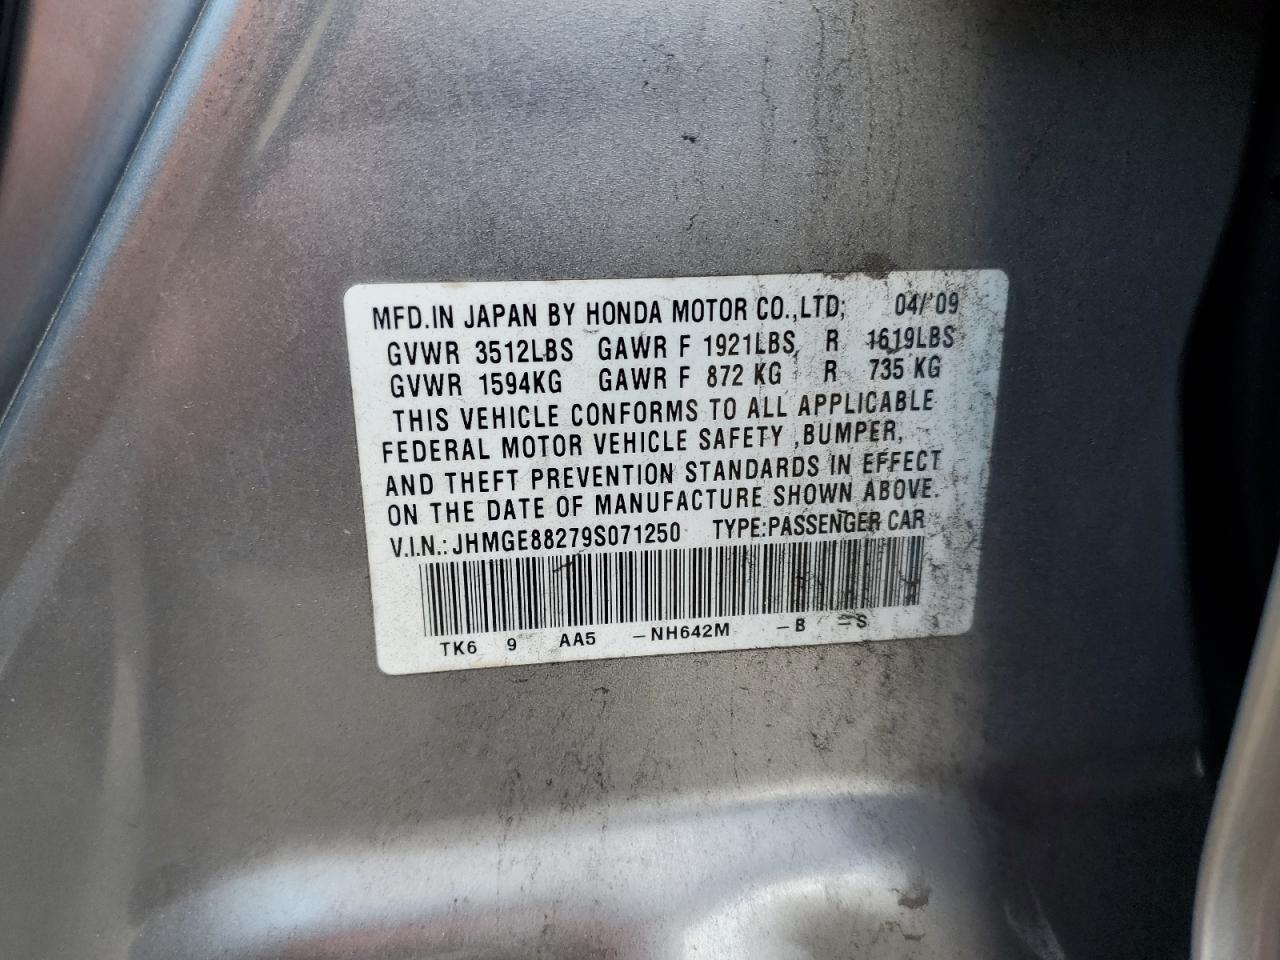 MFD.IN JAPAN BY HONDA MOTOR CO.,LTD; 04/'09
GVWR 3512LBS GAWR F 1921LBS, R 1619LBS
GVWR 1594KG GAWR F 872 KG R 735 KG
THIS VEHICLE CONFORMS TO ALL APPLICABLE
FEDERAL MOTOR VEHICLE SAFETY ,BUMPER,
AND THEFT PREVENTION STANDARDS IN EFFECT
ON THE DATE OF MANUFACTURE SHOWN ABOVE.
V.I.N.: JHMGE88279S071250 TYPE:PASSENGER CAR
TK6 9 AA5 -NH642M -B -S